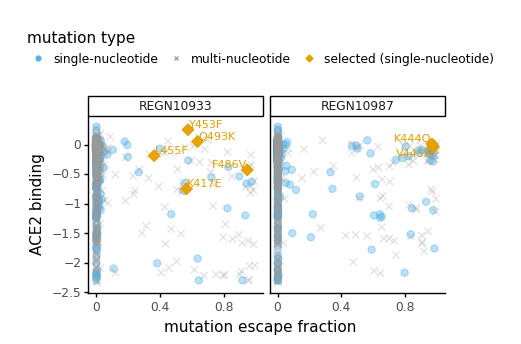 mutation type
single-nucleotide multi-nucleotide selected (single-nucleotide)
REGN10933 REGN10987
ACE2 binding
0
−0.5
−1
−1.5
−2
−2.5
Y453F
Q493K
L455F
F486V
K417E
K444Q
V445A
0 0.4 0.8 0 0.4 0.8
mutation escape fraction